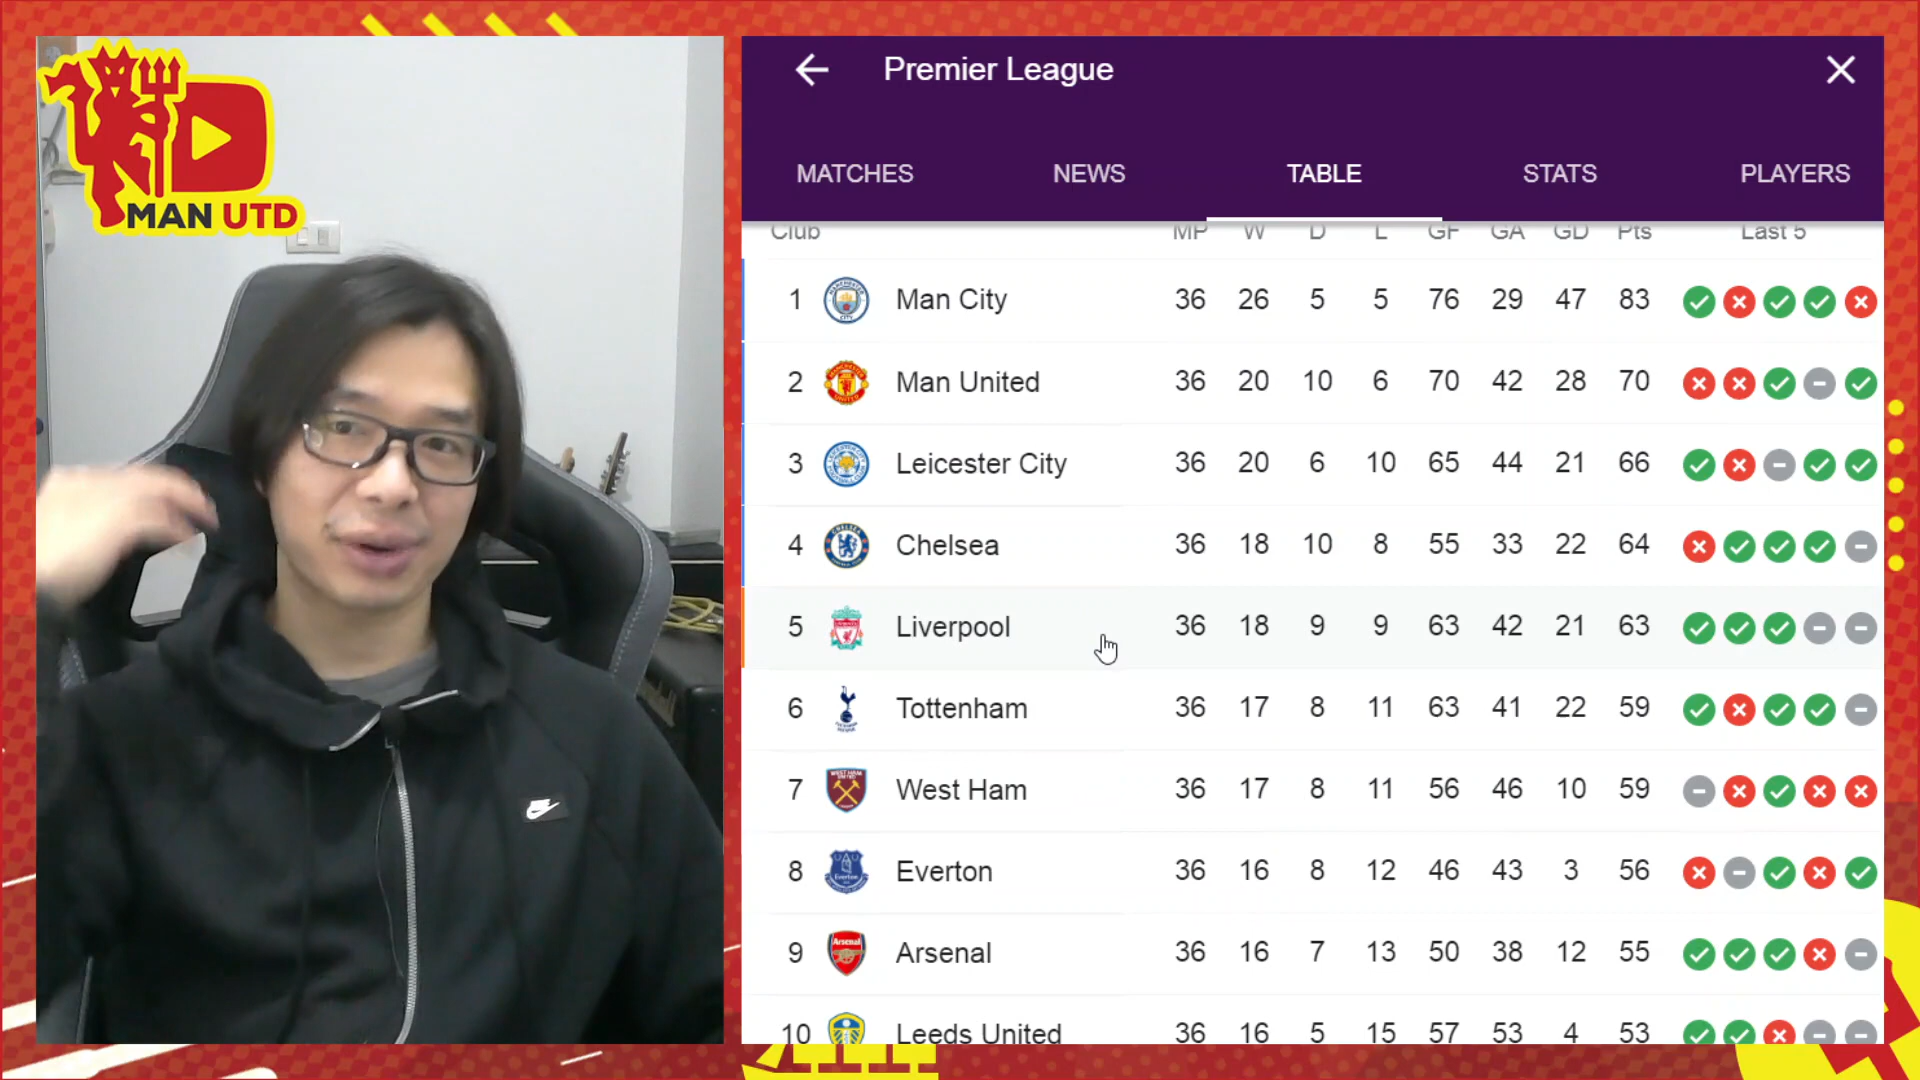 MAN UTD
Premier League
MATCHES NEWS TABLE STATS PLAYERS
Club MP W D L GF GA GD Pts Last 5
1 Man City 36 26 5 5 76 29 47 83
2 Man United 36 20 10 6 70 42 28 70
3 Leicester City 36 20 6 10 65 44 21 66
4 Chelsea 36 18 10 8 55 33 22 64
5 Liverpool 36 18 9 9 63 42 21 63
6 Tottenham 36 17 8 11 63 41 22 59
7 West Ham 36 17 8 11 56 46 10 59
8 Everton 36 16 8 12 46 43 3 56
9 Arsenal 36 16 7 13 50 38 12 55
10 Leeds United 36 16 5 15 57 53 4 53